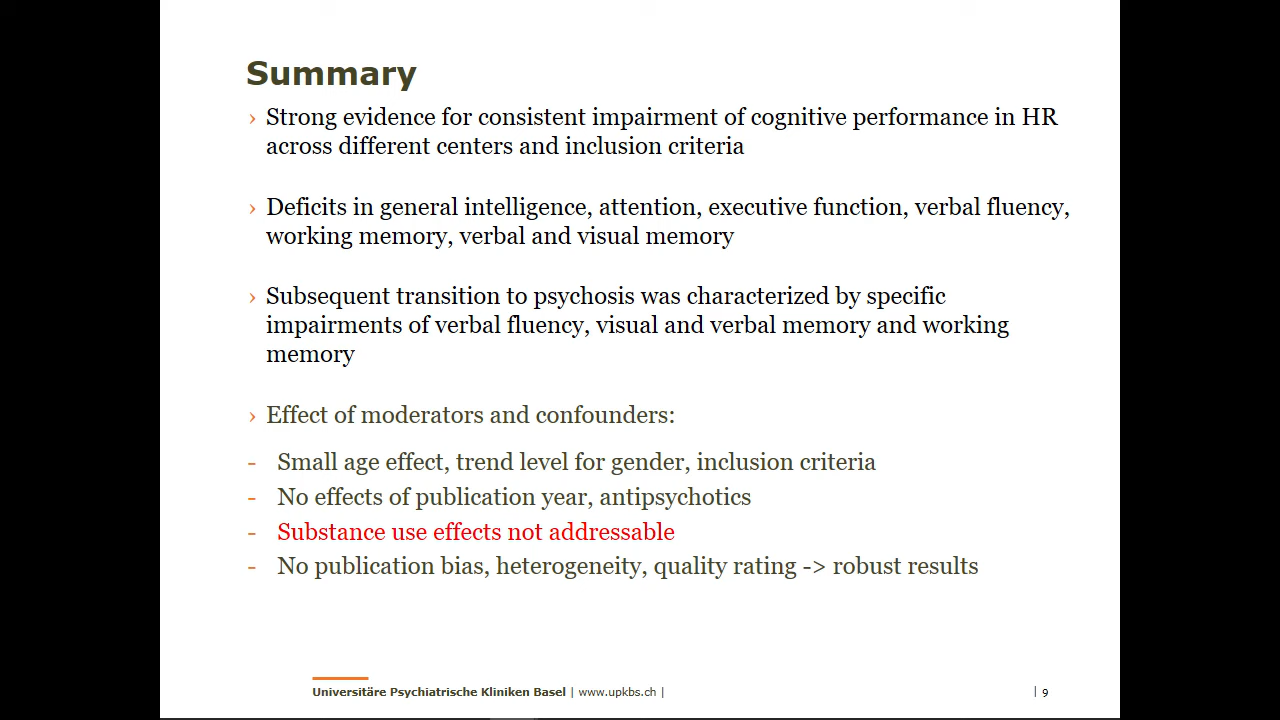 Summary
› Strong evidence for consistent impairment of cognitive performance in HR
across different centers and inclusion criteria
› Deficits in general intelligence, attention, executive function, verbal fluency,
working memory, verbal and visual memory
› Subsequent transition to psychosis was characterized by specific
impairments of verbal fluency, visual and verbal memory and working
memory
› Effect of moderators and confounders:
- Small age effect, trend level for gender, inclusion criteria
- No effects of publication year, antipsychotics
- Substance use effects not addressable
- No publication bias, heterogeneity, quality rating -> robust results
Universitäre Psychiatrische Kliniken Basel | www.upkbs.ch | | 9